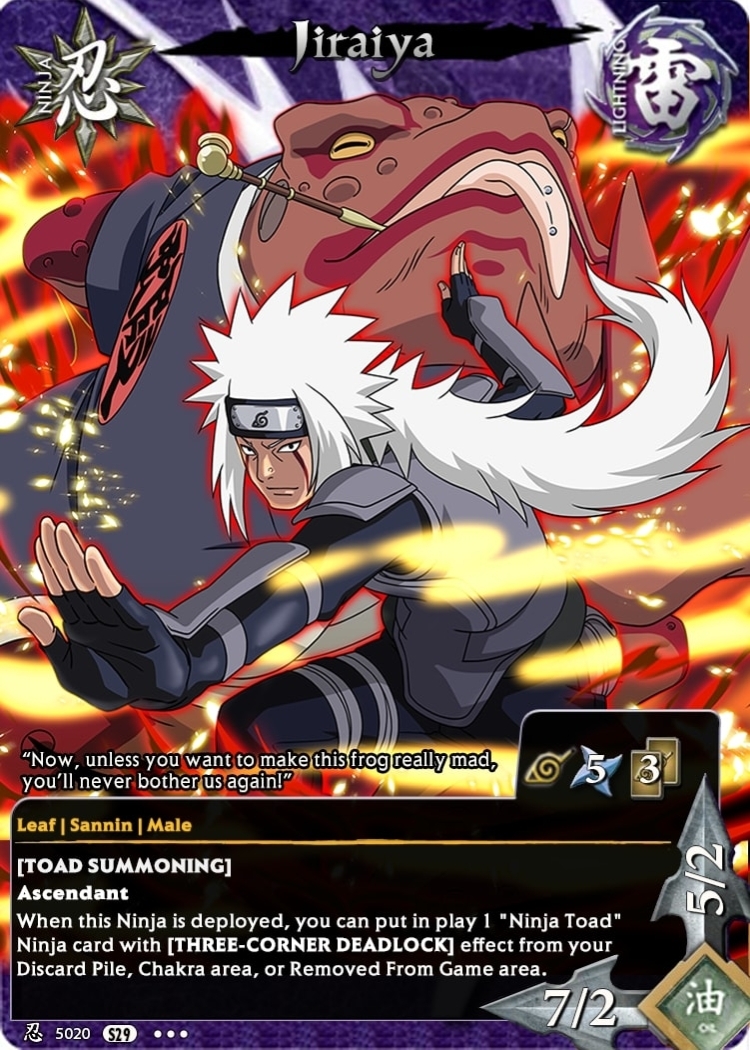 Jiraiya
NINJA
忍
LIGHTNING
雷
“Now, unless you want to make this frog really mad,
you’ll never bother us again!”
5
3
Leaf | Sannin | Male
[TOAD SUMMONING]
Ascendant
When this Ninja is deployed, you can put in play 1 "Ninja Toad"
Ninja card with [THREE-CORNER DEADLOCK] effect from your
Discard Pile, Chakra area, or Removed From Game area.
5/2
7/2
油
忍 5020 S29